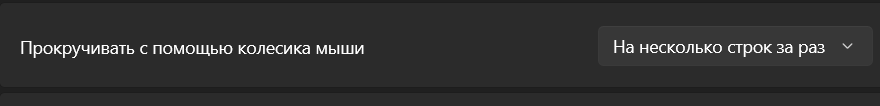 Прокручивать с помощью колесика мыши
На несколько строк за раз